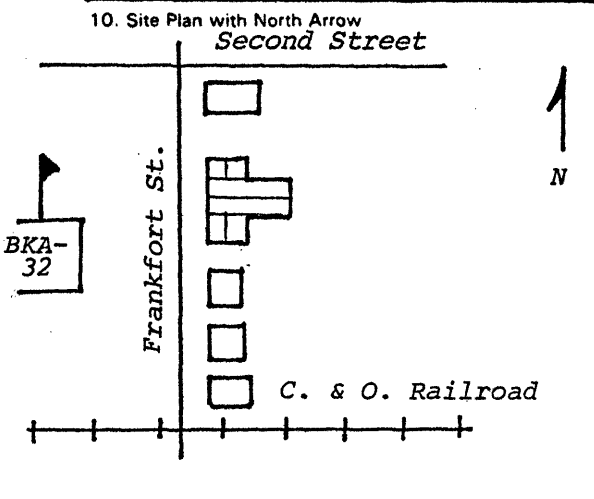 10. Site Plan with North Arrow
Second Street
N
Frankfort St.
BKA-
32
C. & O. Railroad